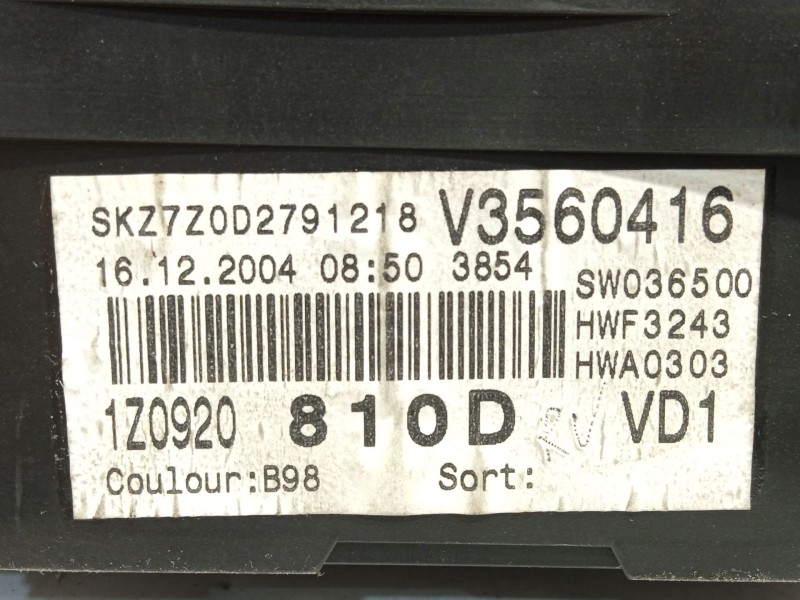 SKZ7Z0D2791218 V3560416
16.12.2004 08:50 3854
SW036500
HWF3243
HWA0303
1Z0920 810D VD1
Coulour:B98 Sort: